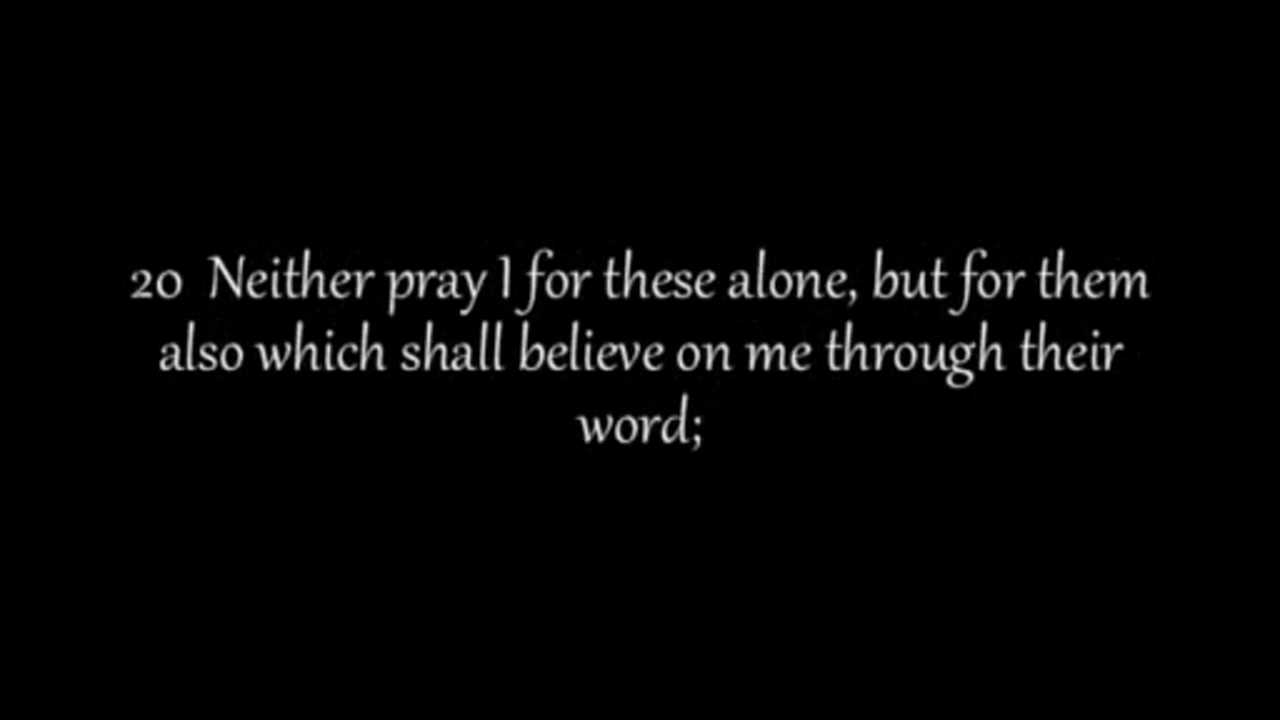 20 Neither pray I for these alone, but for them
also which shall believe on me through their
word;